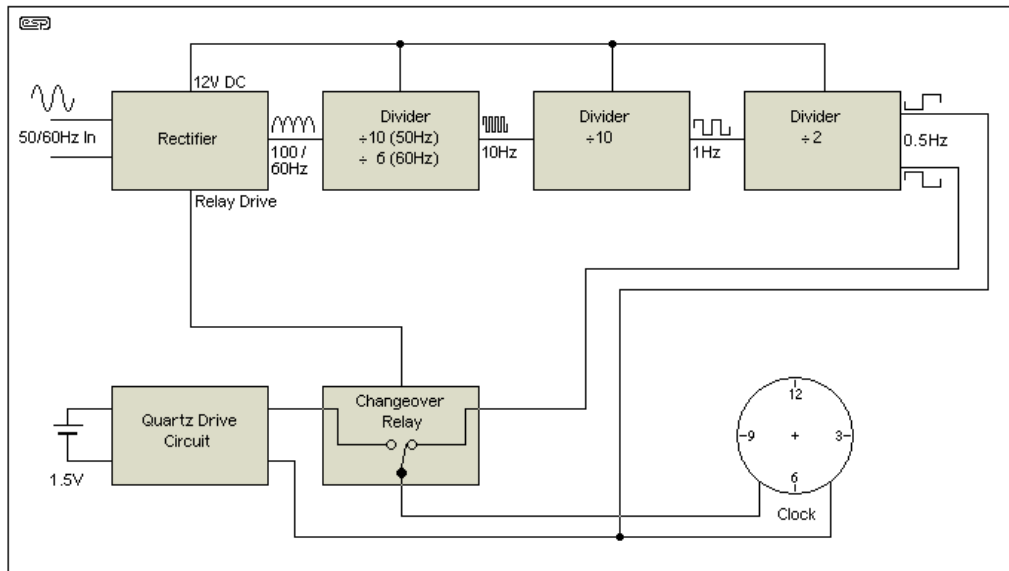 esp
12V DC
50/60Hz In
Rectifier
100 /
60Hz
Divider
÷10 (50Hz)
÷ 6 (60Hz)
10Hz
Divider
÷10
1Hz
Divider
÷2
0.5Hz
Relay Drive
Quartz Drive
Circuit
1.5V
Changeover
Relay
12
9
3
6
Clock